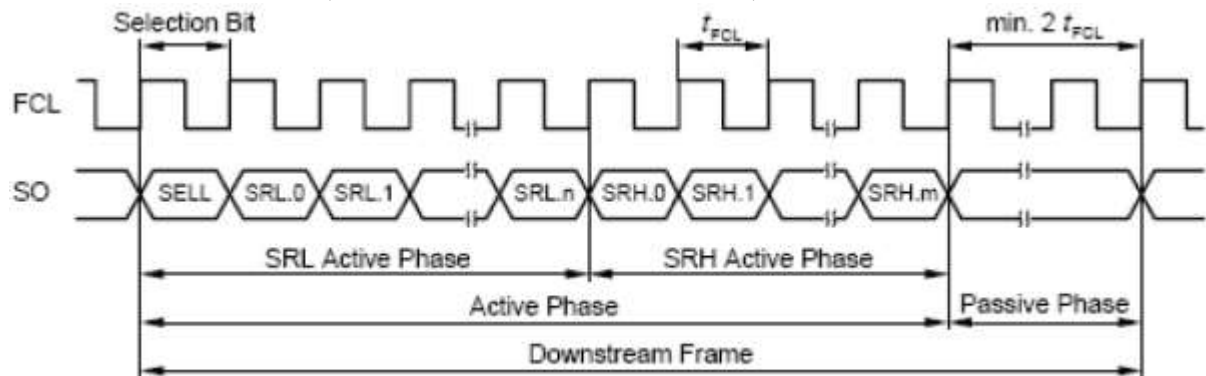 Selection Bit
tFCL
min. 2 tFCL
FCL
SO
SELL
SRL.0
SRL.1
SRL.n
SRH.0
SRH.1
SRH.m
SRL Active Phase
SRH Active Phase
Active Phase
Passive Phase
Downstream Frame